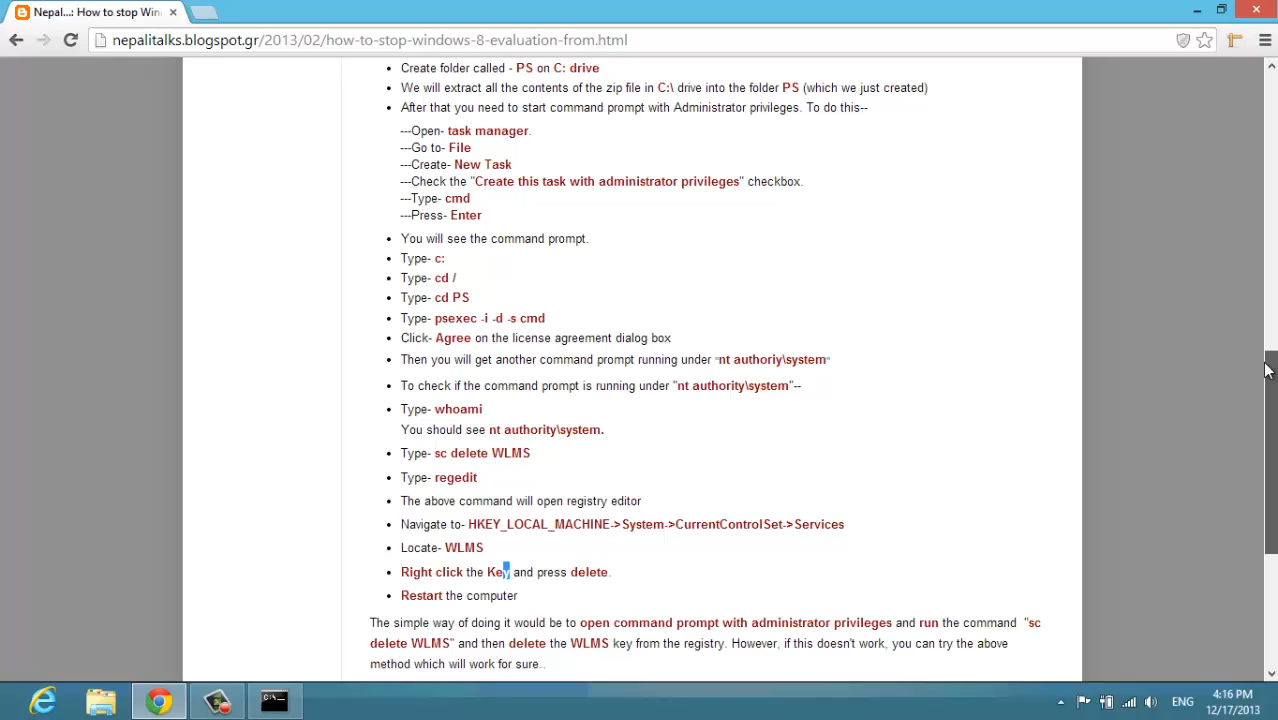 Nepal...: How to stop Win
nepalitalks.blogspot.gr/2013/02/how-to-stop-windows-8-evaluation-from.html
Create folder called - PS on C: drive
We will extract all the contents of the zip file in C:\ drive into the folder PS (which we just created)
After that you need to start command prompt with Administrator privileges. To do this--
---Open- task manager.
---Go to- File
---Create- New Task
---Check the "Create this task with administrator privileges" checkbox.
---Type- cmd
---Press- Enter
You will see the command prompt.
Type- c:
Type- cd /
Type- cd PS
Type- psexec -i -d -s cmd
Click- Agree on the license agreement dialog box
Then you will get another command prompt running under "nt authoriy\system"
To check if the command prompt is running under "nt authority\system"--
Type- whoami
You should see nt authority\system.
Type- sc delete WLMS
Type- regedit
The above command will open registry editor
Navigate to- HKEY_LOCAL_MACHINE->System->CurrentControlSet->Services
Locate- WLMS
Right click the Key and press delete.
Restart the computer
The simple way of doing it would be to open command prompt with administrator privileges and run the command "sc
delete WLMS" and then delete the WLMS key from the registry. However, if this doesn't work, you can try the above
method which will work for sure..
C:\
ENG
4:16 PM
12/17/2013